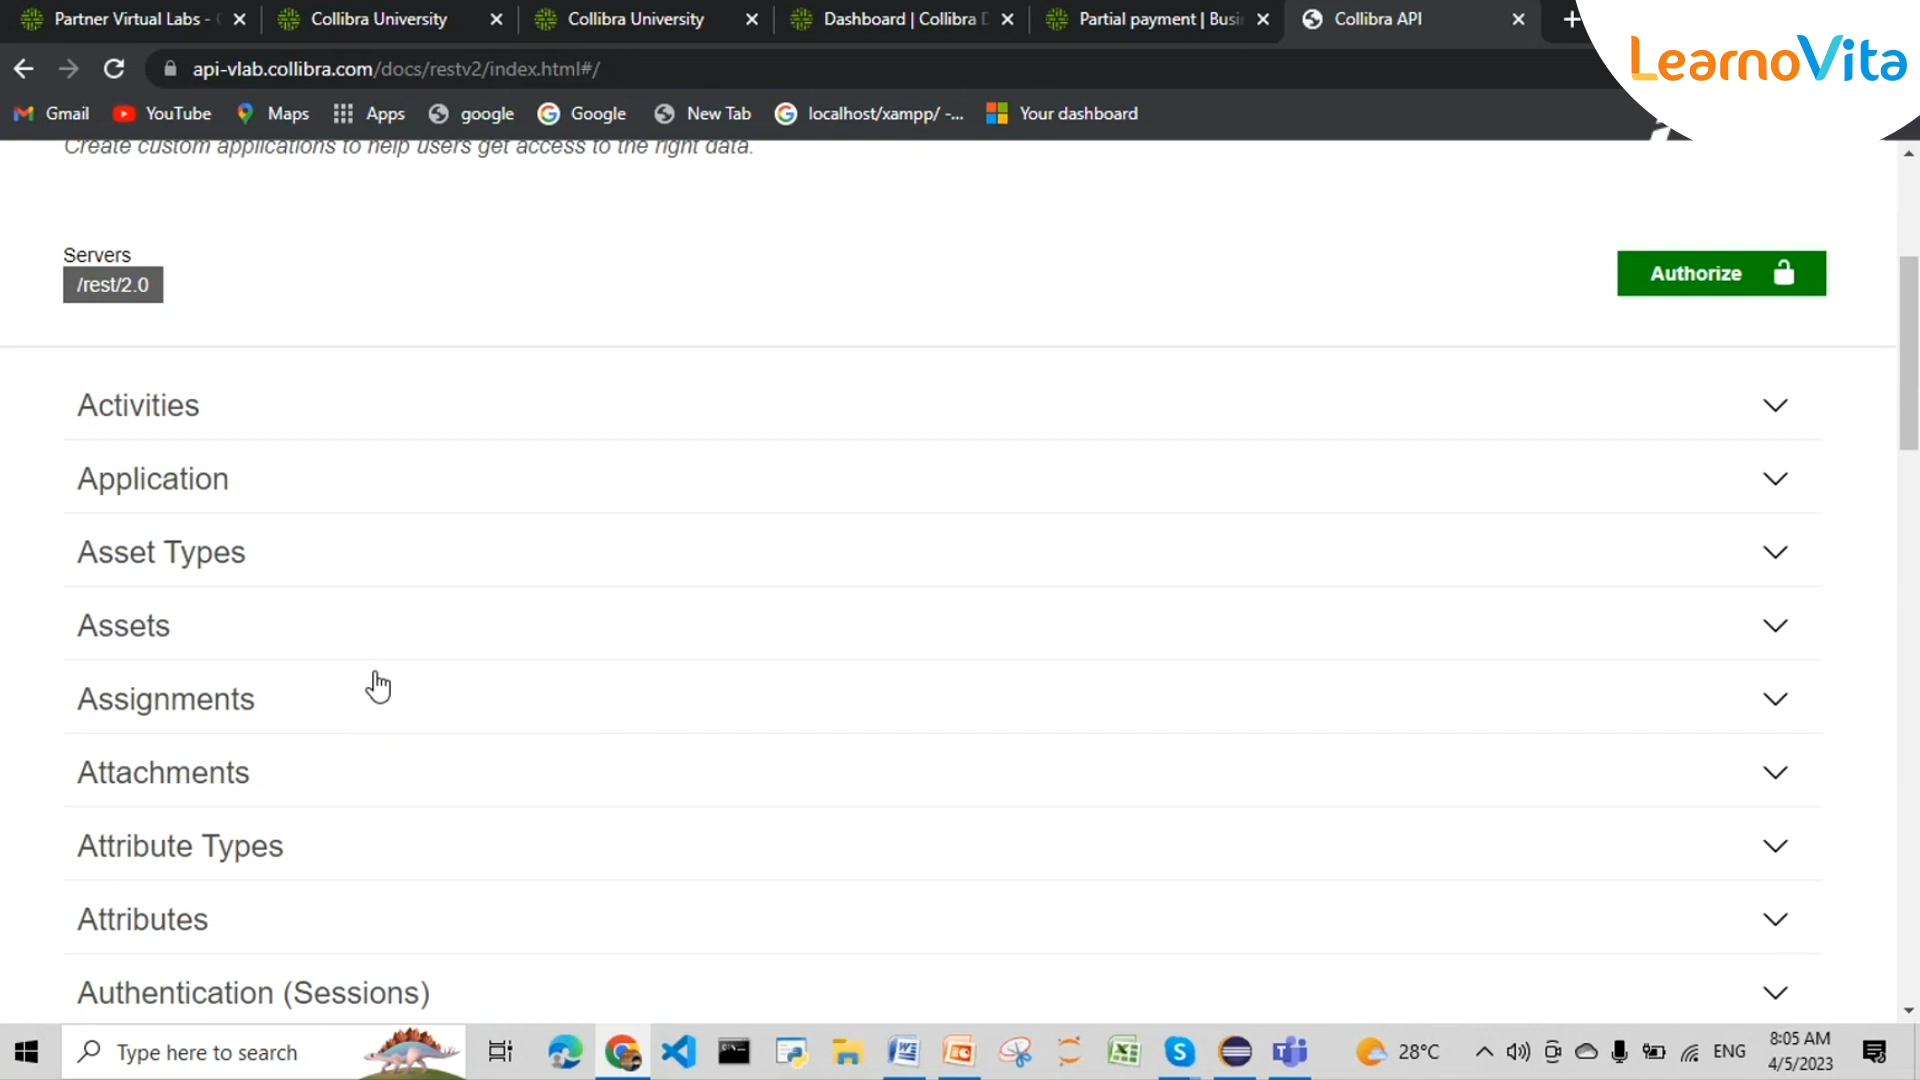 Partner Virtual Labs -
Collibra University
Collibra University
Dashboard | Collibra
Partial payment | Busi
Collibra API
LearnoVita
api-vlab.collibra.com/docs/restv2/index.html#/
Gmail
YouTube
Maps
Apps
google
Google
New Tab
localhost/xampp/ -...
Your dashboard
Create custom applications to help users get access to the right data.
Servers
/rest/2.0
Authorize
Activities
Application
Asset Types
Assets
Assignments
Attachments
Attribute Types
Attributes
Authentication (Sessions)
Type here to search
28°C
ENG
8:05 AM
4/5/2023